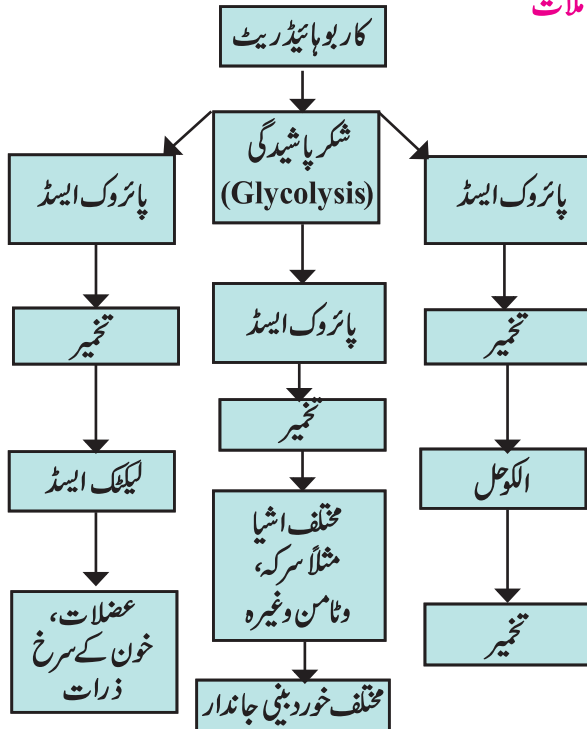 ملات
کاربوہائیڈریٹ
شکر پاشیدگی
(Glycolysis)
پائروک ایسڈ
پائروک ایسڈ
پائروک ایسڈ
تخمیر
تخمیر
تخمیر
الکوحل
لیکٹک ایسڈ
مختلف اشیا
مثلاً سرکہ،
وٹامن وغیرہ
عضلات،
خون کے سرخ
ذرات
تخمیر
مختلف خوردبینی جاندار